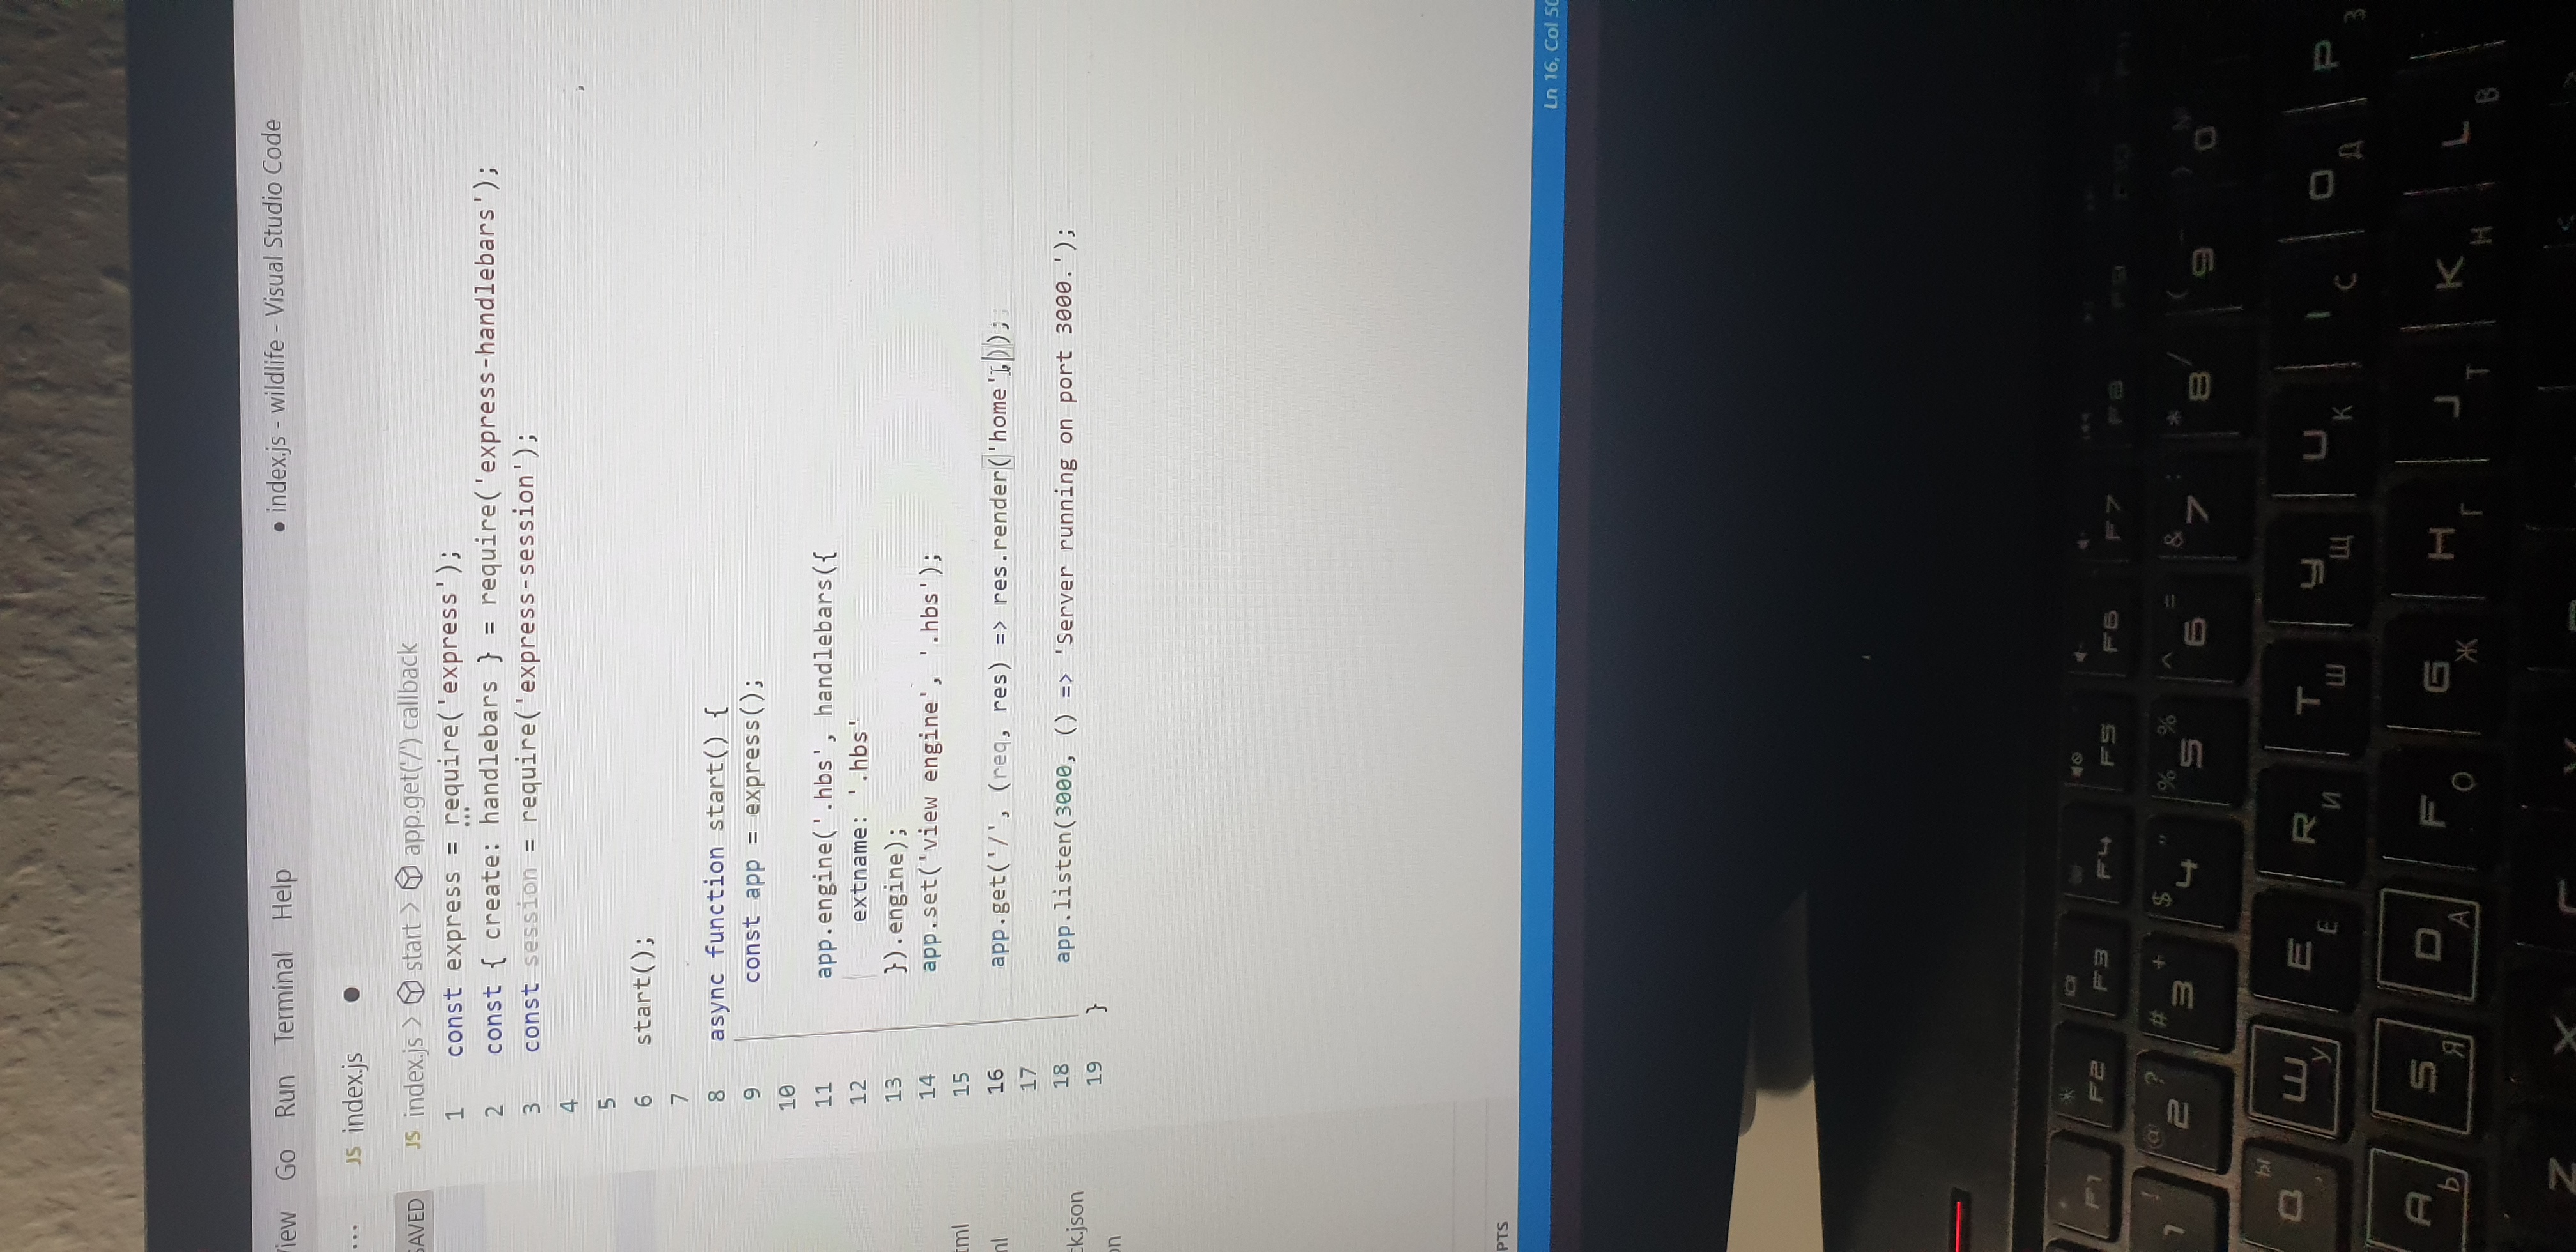 iew Go Run Terminal Help ● index.js - wildlife - Visual Studio Code
... JS index.js ●
SAVED JS index.js > start > app.get('/') callback
1 const express = require('express');
2 const { create: handlebars } = require('express-handlebars');
3 const session = require('express-session');
4
5
6 start();
7
8 async function start() {
9 const app = express();
10
11 app.engine('.hbs', handlebars({
12 extname: '.hbs'
13 }).engine);
14 app.set('view engine', '.hbs');
15
16 app.get('/', (req, res) => res.render('home',));
17
18 app.listen(3000, () => 'Server running on port 3000.');
19 }
tml
ml
ck.json
on
PTS
Ln 16, Col 50
F1 F2 F3 F4 F5 F6 F7 F8 F9
1 ! 2 @ ? 3 # + 4 $ " 5 % % 6 ^ = 7 & : 8 * / 9 ( - 0 ) №
Q Ы Ш У E Е R И T Ш У Щ U К I С O Д P З
A Ь S Я D А F О G Ж H Г J Т K Н L В
Z X C V B